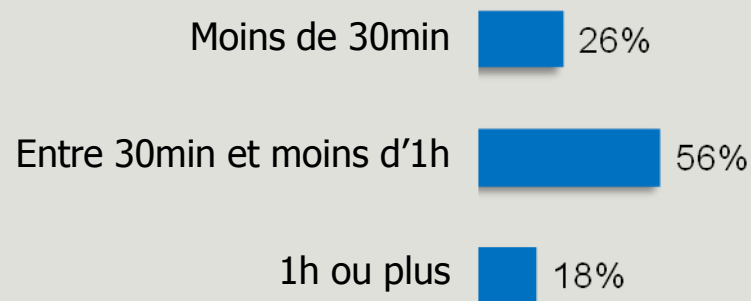 Moins de 30min 26%
Entre 30min et moins d’1h 56%
1h ou plus 18%